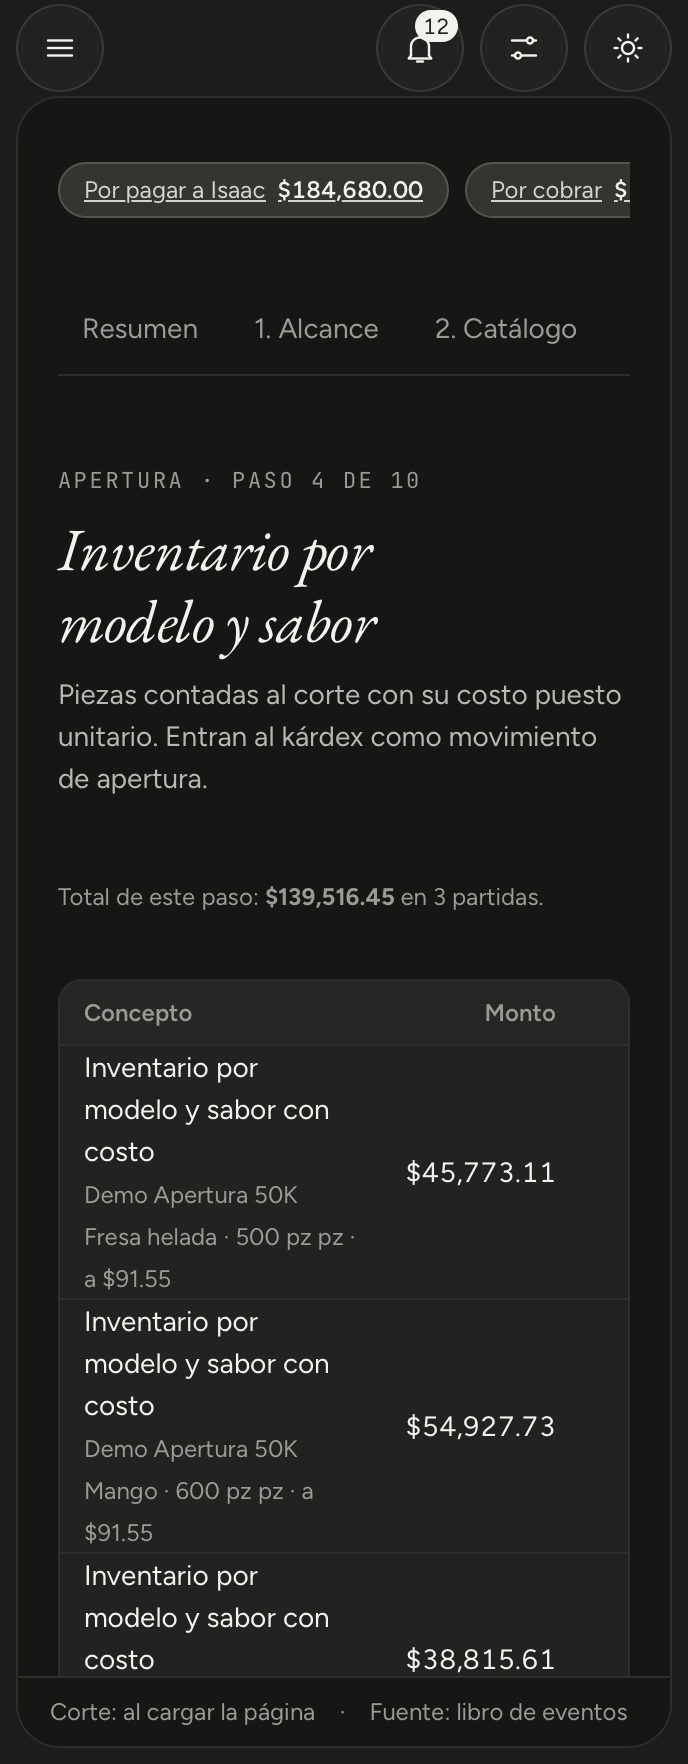 12
Por pagar a Isaac $184,680.00 Por cobrar $
Resumen 1. Alcance 2. Catálogo
APERTURA · PASO 4 DE 10
Inventario por
modelo y sabor
Piezas contadas al corte con su costo puesto
unitario. Entran al kárdex como movimiento
de apertura.
Total de este paso: $139,516.45 en 3 partidas.
Concepto Monto
Inventario por
modelo y sabor con
costo
$45,773.11
Demo Apertura 50K
Fresa helada · 500 pz pz ·
a $91.55
Inventario por
modelo y sabor con
costo
$54,927.73
Demo Apertura 50K
Mango · 600 pz pz · a
$91.55
Inventario por
modelo y sabor con
costo
$38,815.61
Corte: al cargar la página · Fuente: libro de eventos